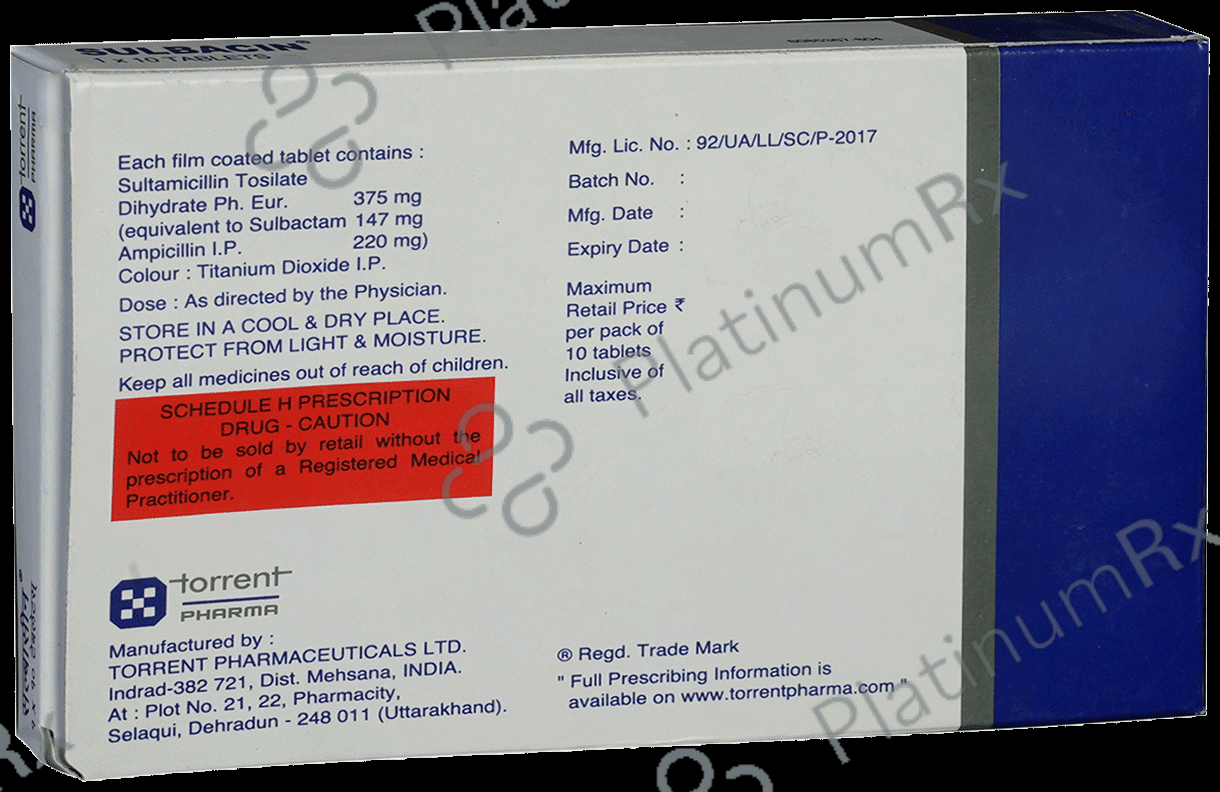 SULBACIN®
1 X 10 TABLETS
torrent
PHARMA
Each film coated tablet contains :
Sultamicillin Tosilate
Dihydrate Ph. Eur. 375 mg
(equivalent to Sulbactam 147 mg
Ampicillin I.P. 220 mg)
Colour : Titanium Dioxide I.P.
Dose : As directed by the Physician.
STORE IN A COOL & DRY PLACE.
PROTECT FROM LIGHT & MOISTURE.
Keep all medicines out of reach of children.
SCHEDULE H PRESCRIPTION
DRUG - CAUTION
Not to be sold by retail without the
prescription of a Registered Medical
Practitioner.
torrent
PHARMA
Manufactured by :
TORRENT PHARMACEUTICALS LTD.
Indrad-382 721, Dist. Mehsana, INDIA.
At : Plot No. 21, 22, Pharmacity,
Selaqui, Dehradun - 248 011 (Uttarakhand).
Mfg. Lic. No. : 92/UA/LL/SC/P-2017
Batch No. :
Mfg. Date :
Expiry Date :
Maximum
Retail Price ₹
per pack of
10 tablets
Inclusive of
all taxes.
® Regd. Trade Mark
" Full Prescribing Information is
available on www.torrentpharma.com "
PlatinumRx
PlatinumRx
PlatinumRx